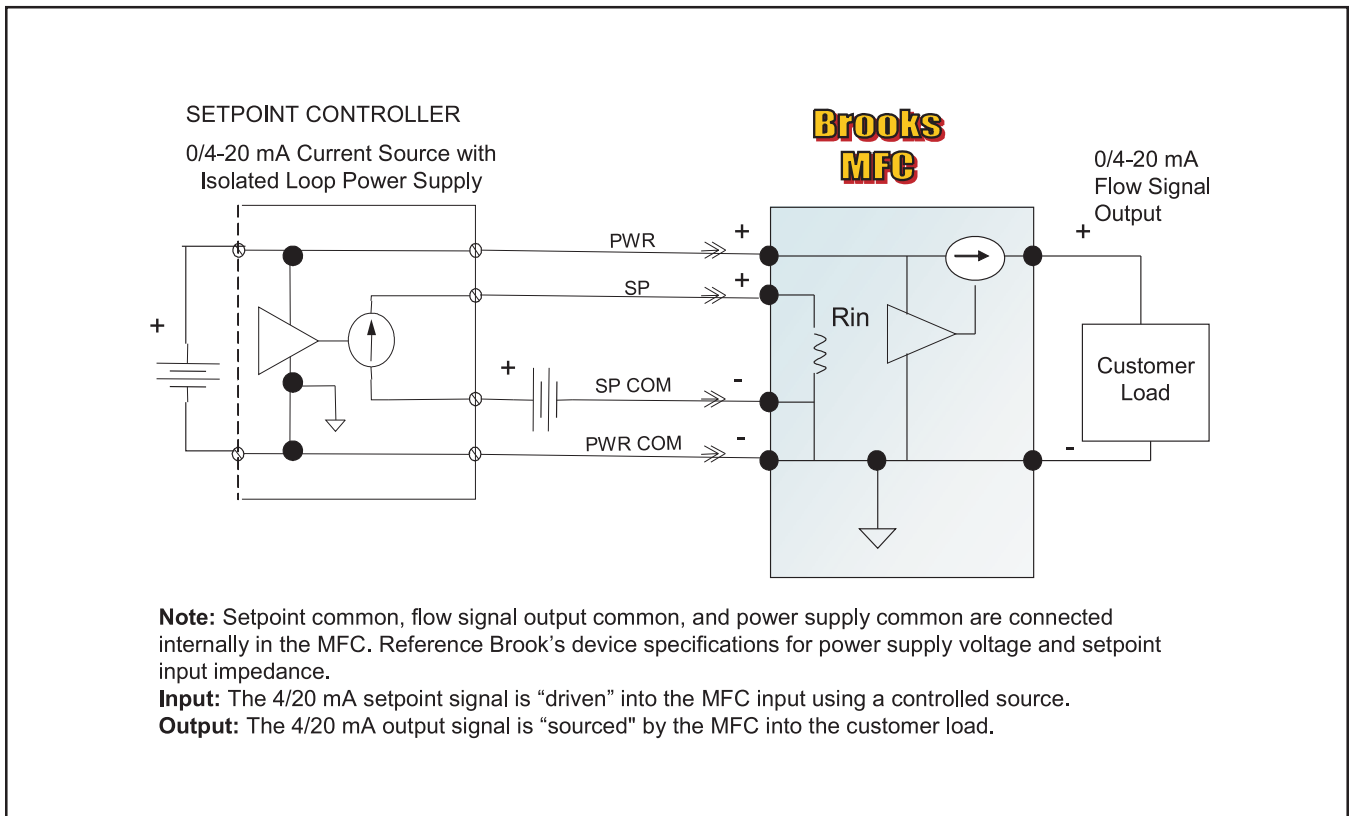 SETPOINT CONTROLLER
0/4-20 mA Current Source with
Isolated Loop Power Supply
Brooks
MFC
0/4-20 mA
Flow Signal
Output
+
PWR
+
+
SP
+
Rin
+
+
SP COM
-
Customer
Load
PWR COM
-
-
Note: Setpoint common, flow signal output common, and power supply common are connected
internally in the MFC. Reference Brook’s device specifications for power supply voltage and setpoint
input impedance.
Input: The 4/20 mA setpoint signal is “driven” into the MFC input using a controlled source.
Output: The 4/20 mA output signal is “sourced" by the MFC into the customer load.